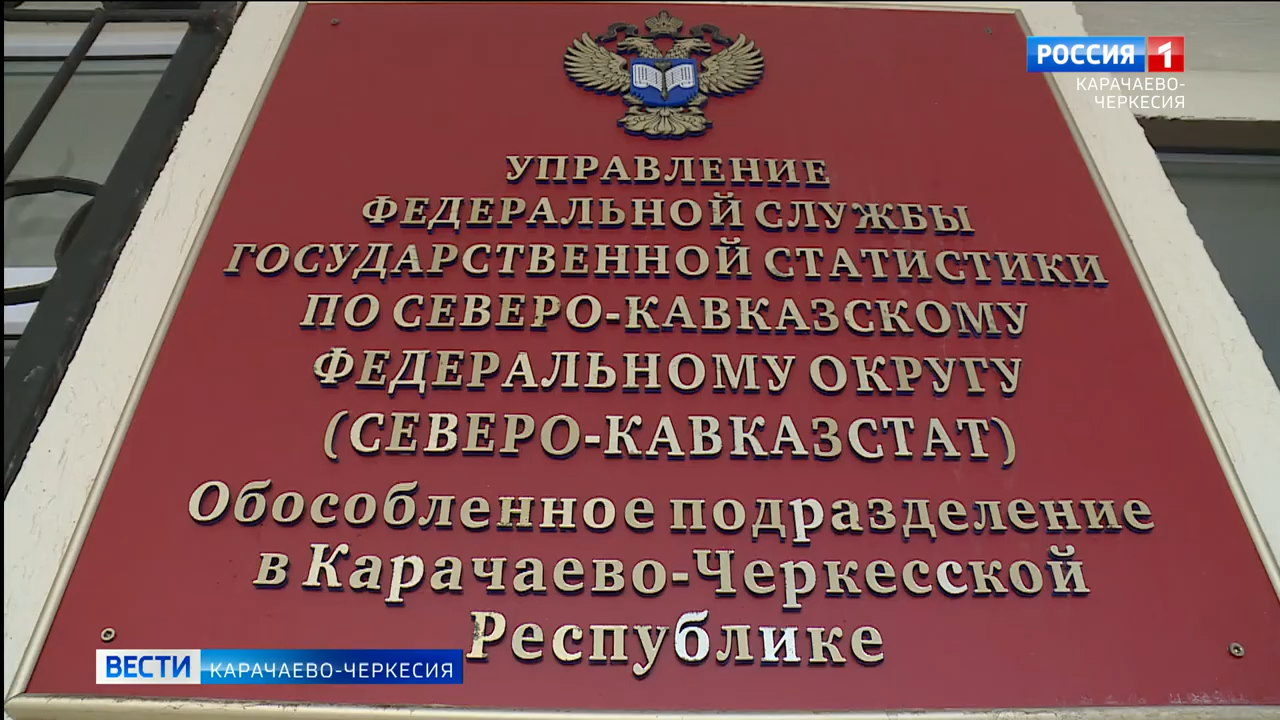 РОССИЯ 1
КАРАЧАЕВО-
ЧЕРКЕСИЯ
УПРАВЛЕНИЕ
ФЕДЕРАЛЬНОЙ СЛУЖБЫ
ГОСУДАРСТВЕННОЙ СТАТИСТИКИ
ПО СЕВЕРО-КАВКАЗСКОМУ
ФЕДЕРАЛЬНОМУ ОКРУГУ
(СЕВЕРО-КАВКАЗСТАТ)
Обособленное подразделение
в Карачаево-Черкесской
Республике
ВЕСТИ КАРАЧАЕВО-ЧЕРКЕСИЯ